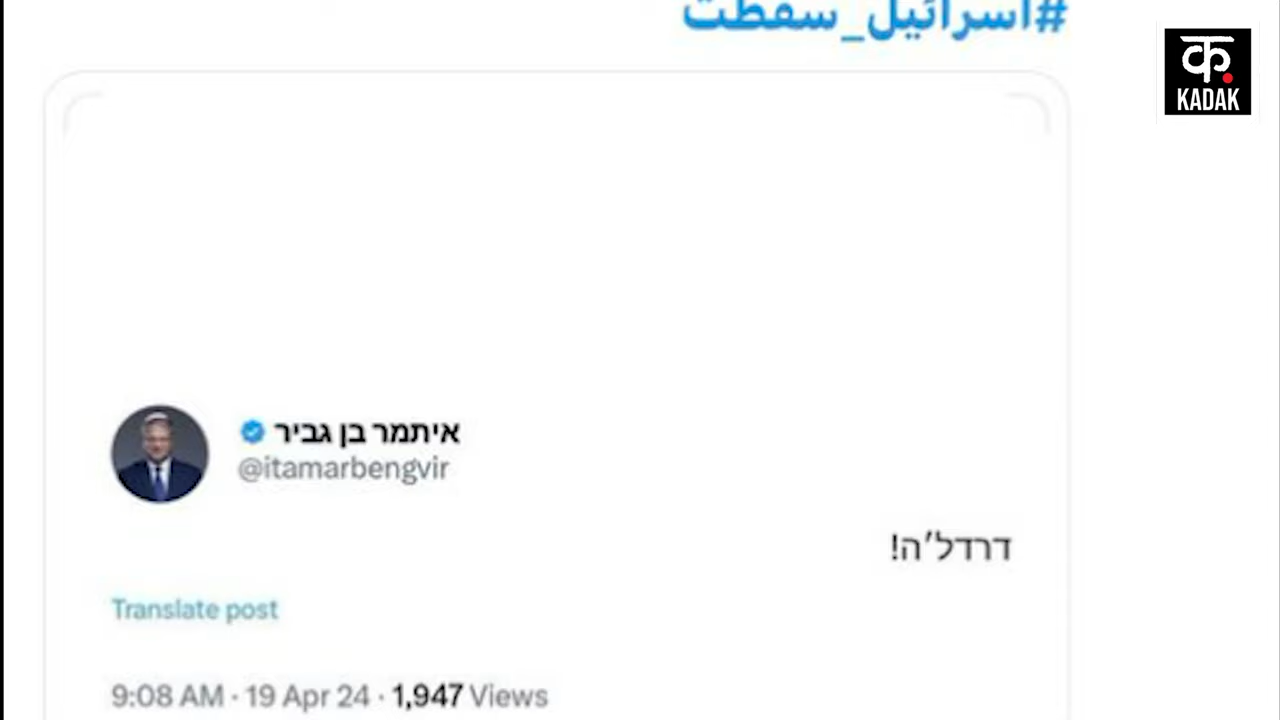 #اسرائيل_سقطت
क.
KADAK
איתמר בן גביר
@itamarbengvir
דרדל׳ה!
Translate post
9:08 AM · 19 Apr 24 · 1,947 Views